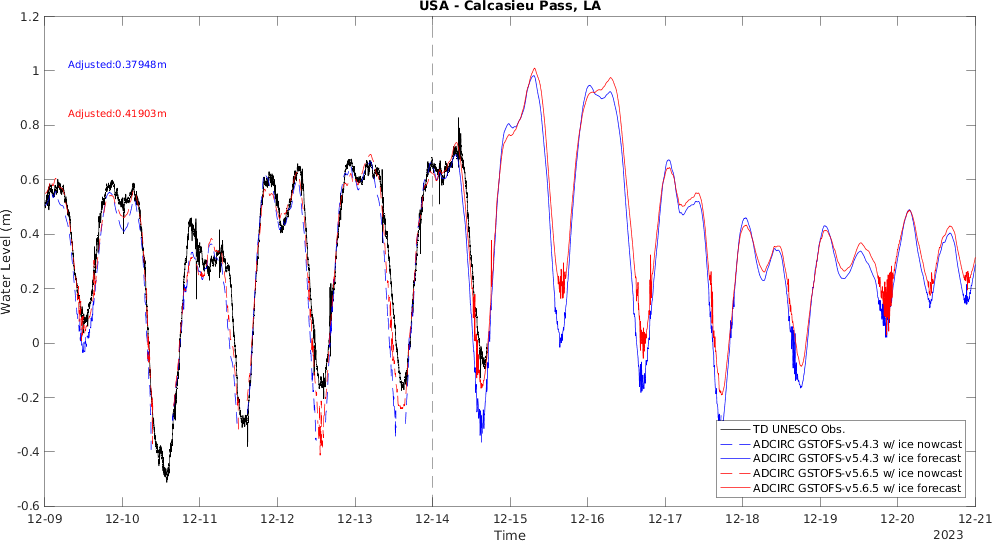 USA - Calcasieu Pass, LA
1.2
1
0.8
0.6
0.4
0.2
0
-0.2
-0.4
-0.6
Water Level (m)
Adjusted:0.37948m
Adjusted:0.41903m
TD UNESCO Obs.
ADCIRC GSTOFS-v5.4.3 w/ ice nowcast
ADCIRC GSTOFS-v5.4.3 w/ ice forecast
ADCIRC GSTOFS-v5.6.5 w/ ice nowcast
ADCIRC GSTOFS-v5.6.5 w/ ice forecast
12-09 12-10 12-11 12-12 12-13 12-14 12-15 12-16 12-17 12-18 12-19 12-20 12-21
Time
2023